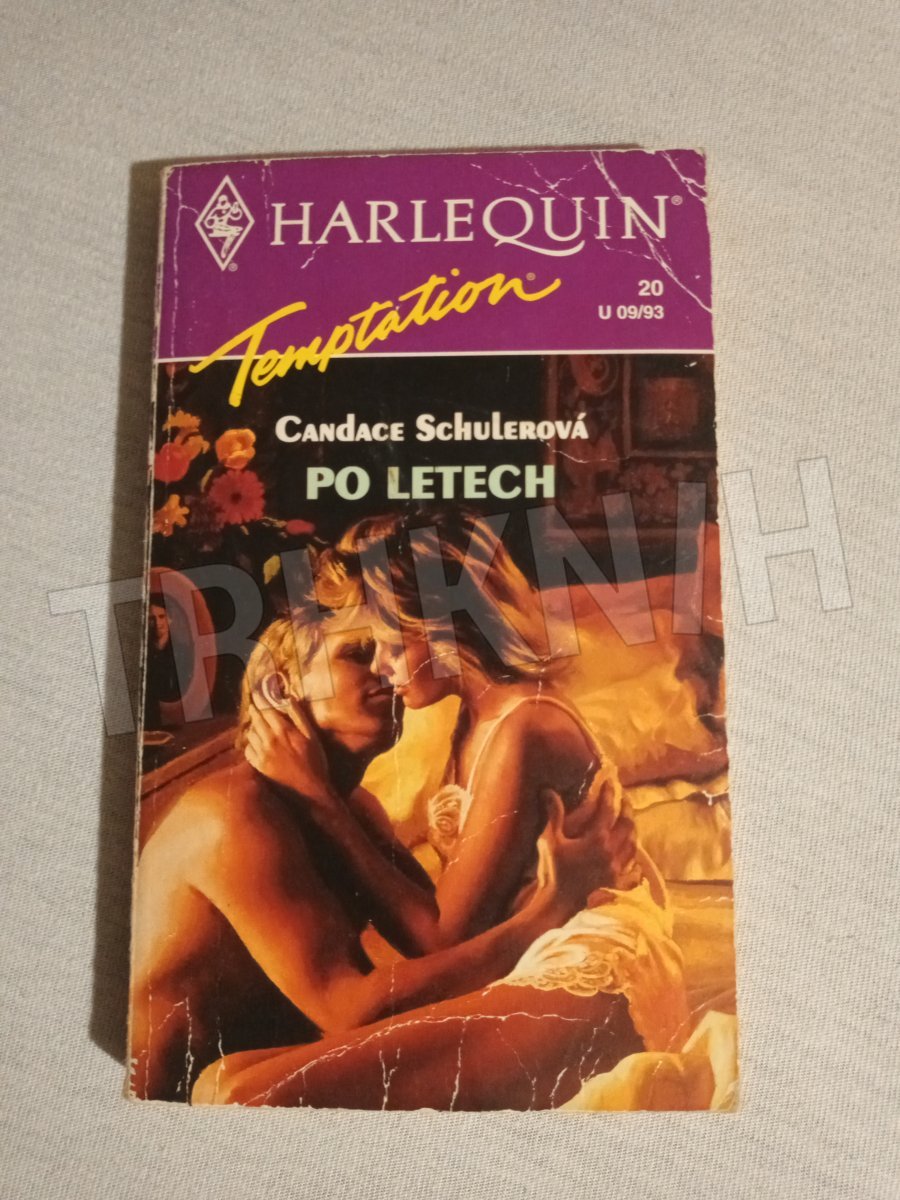 HARLEQUIN®
Temptation®
20
U 09/93
Candace Schulerová
PO LETECH
TRHKNIH